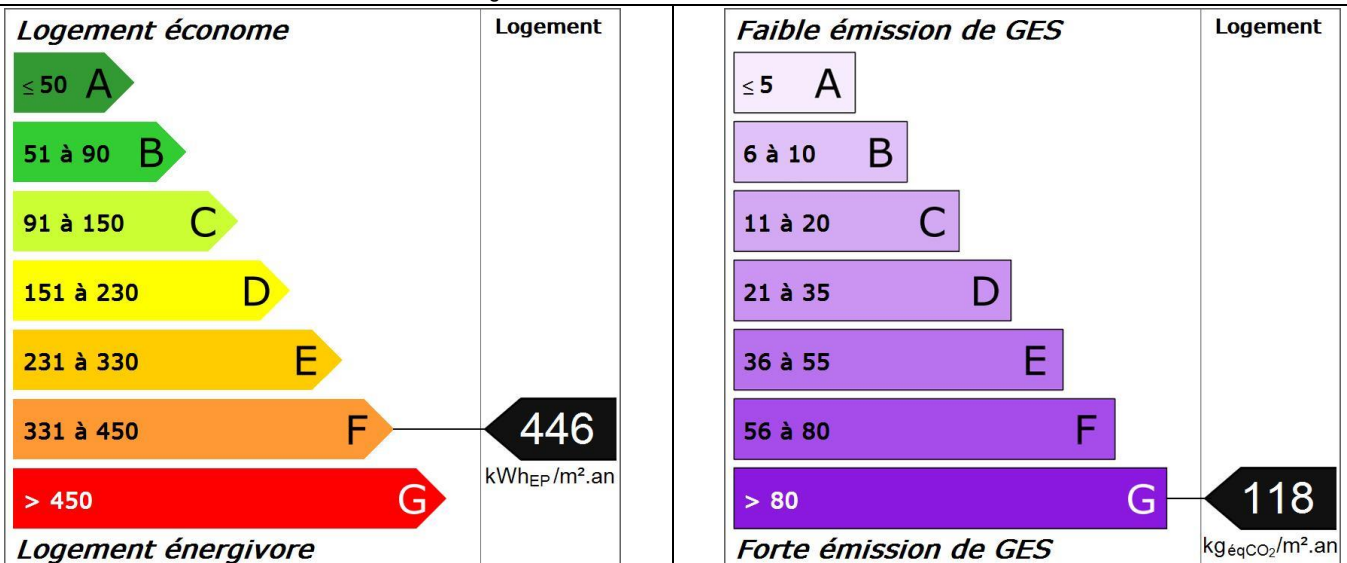 Logement économe Logement
≤ 50 A
51 à 90 B
91 à 150 C
151 à 230 D
231 à 330 E
331 à 450 F 446
kWhEP/m².an
> 450 G
Logement énergivore
Faible émission de GES Logement
≤ 5 A
6 à 10 B
11 à 20 C
21 à 35 D
36 à 55 E
56 à 80 F
> 80 G 118
kgéqCO₂/m².an
Forte émission de GES